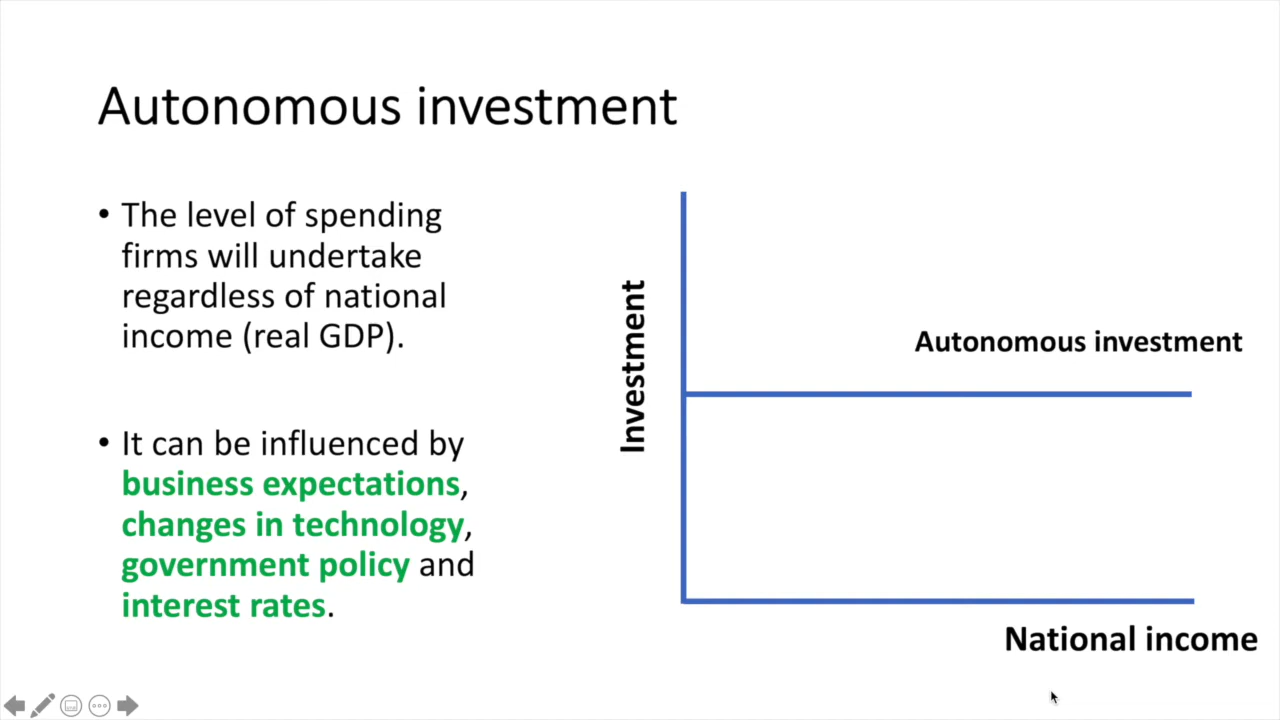 Autonomous investment
• The level of spending
firms will undertake
regardless of national
income (real GDP).
• It can be influenced by
business expectations,
changes in technology,
government policy and
interest rates.
Investment
Autonomous investment
National income